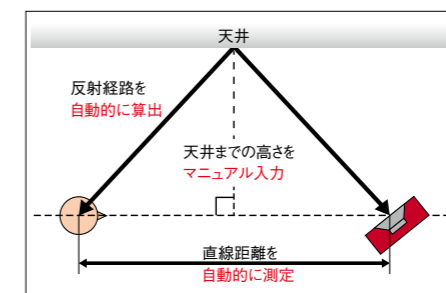 天井
反射経路を
自動的に算出
天井までの高さを
マニュアル入力
直線距離を
自動的に測定